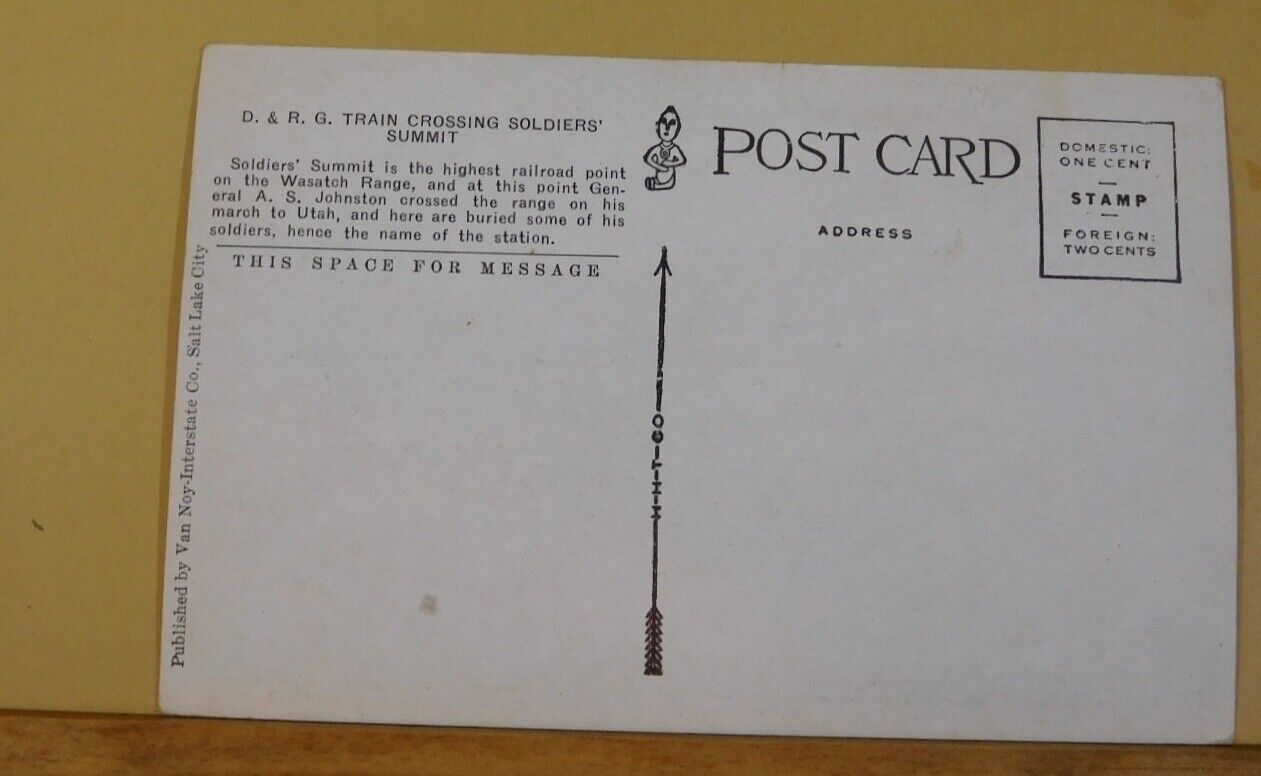 D. & R. G. TRAIN CROSSING SOLDIERS'
SUMMIT
Soldiers' Summit is the highest railroad point
on the Wasatch Range, and at this point Gen-
eral A. S. Johnston crossed the range on his
march to Utah, and here are buried some of his
soldiers, hence the name of the station.
THIS SPACE FOR MESSAGE
Published by Van Noy-Interstate Co., Salt Lake City
H-H-T-CO
POST CARD
ADDRESS
DOMESTIC:
ONE CENT
STAMP
FOREIGN:
TWO CENTS